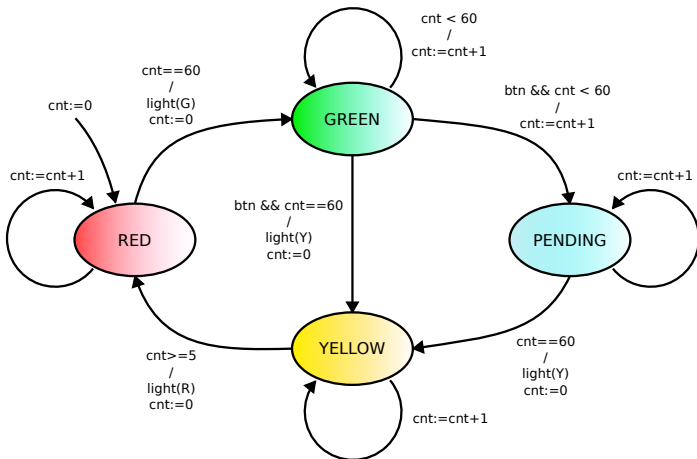 cnt < 60
/
cnt:=cnt+1
cnt==60
/
light(G)
cnt:=0
btn && cnt < 60
/
cnt:=cnt+1
cnt:=0
GREEN
cnt:=cnt+1
cnt:=cnt+1
btn && cnt==60
/
light(Y)
cnt:=0
RED
PENDING
YELLOW
cnt>=5
/
light(R)
cnt:=0
cnt==60
/
light(Y)
cnt:=0
cnt:=cnt+1